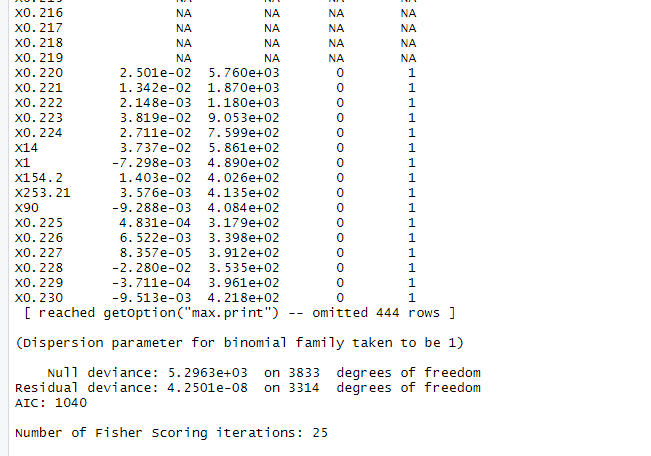 X0.216 NA NA NA NA
X0.217 NA NA NA NA
X0.218 NA NA NA NA
X0.219 NA NA NA NA
X0.220 2.501e-02 5.760e+03 0 1
X0.221 1.342e-02 1.870e+03 0 1
X0.222 2.148e-03 1.180e+03 0 1
X0.223 3.819e-02 9.053e+02 0 1
X0.224 2.711e-02 7.599e+02 0 1
X14 3.737e-02 5.861e+02 0 1
X1 -7.298e-03 4.890e+02 0 1
X154.2 1.403e-02 4.026e+02 0 1
X253.21 3.576e-03 4.135e+02 0 1
X90 -9.288e-03 4.084e+02 0 1
X0.225 4.831e-04 3.179e+02 0 1
X0.226 6.522e-03 3.398e+02 0 1
X0.227 8.357e-05 3.912e+02 0 1
X0.228 -2.280e-02 3.535e+02 0 1
X0.229 -3.711e-04 3.961e+02 0 1
X0.230 -9.513e-03 4.218e+02 0 1
[ reached getOption("max.print") -- omitted 444 rows ]
(Dispersion parameter for binomial family taken to be 1)
Null deviance: 5.2963e+03 on 3833 degrees of freedom
Residual deviance: 4.2501e-08 on 3314 degrees of freedom
AIC: 1040
Number of Fisher Scoring iterations: 25